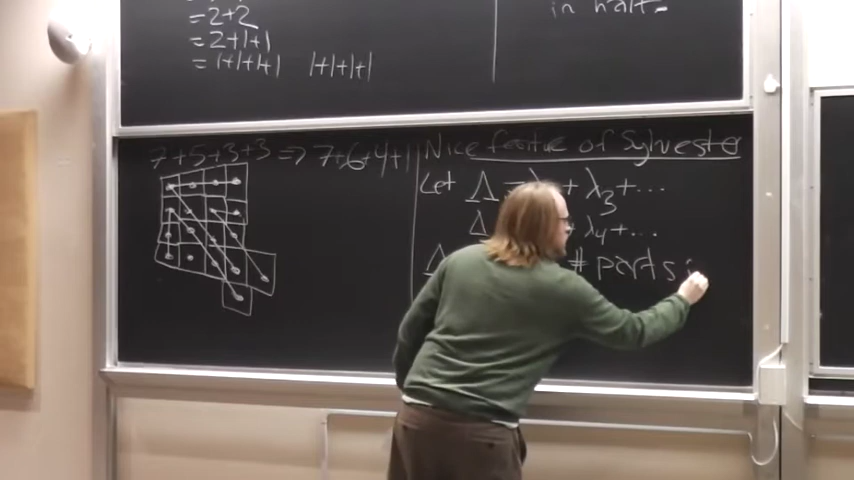 = 2+2
= 2+1+1
= 1+1+1+1 1+1+1+1
in half.
7+5+3+3 ⇒ 7+6+4+1
Nice feature of Sylvester
Let Λ = λ + λ₃ + ...
+ λ₄ + ...
# parts